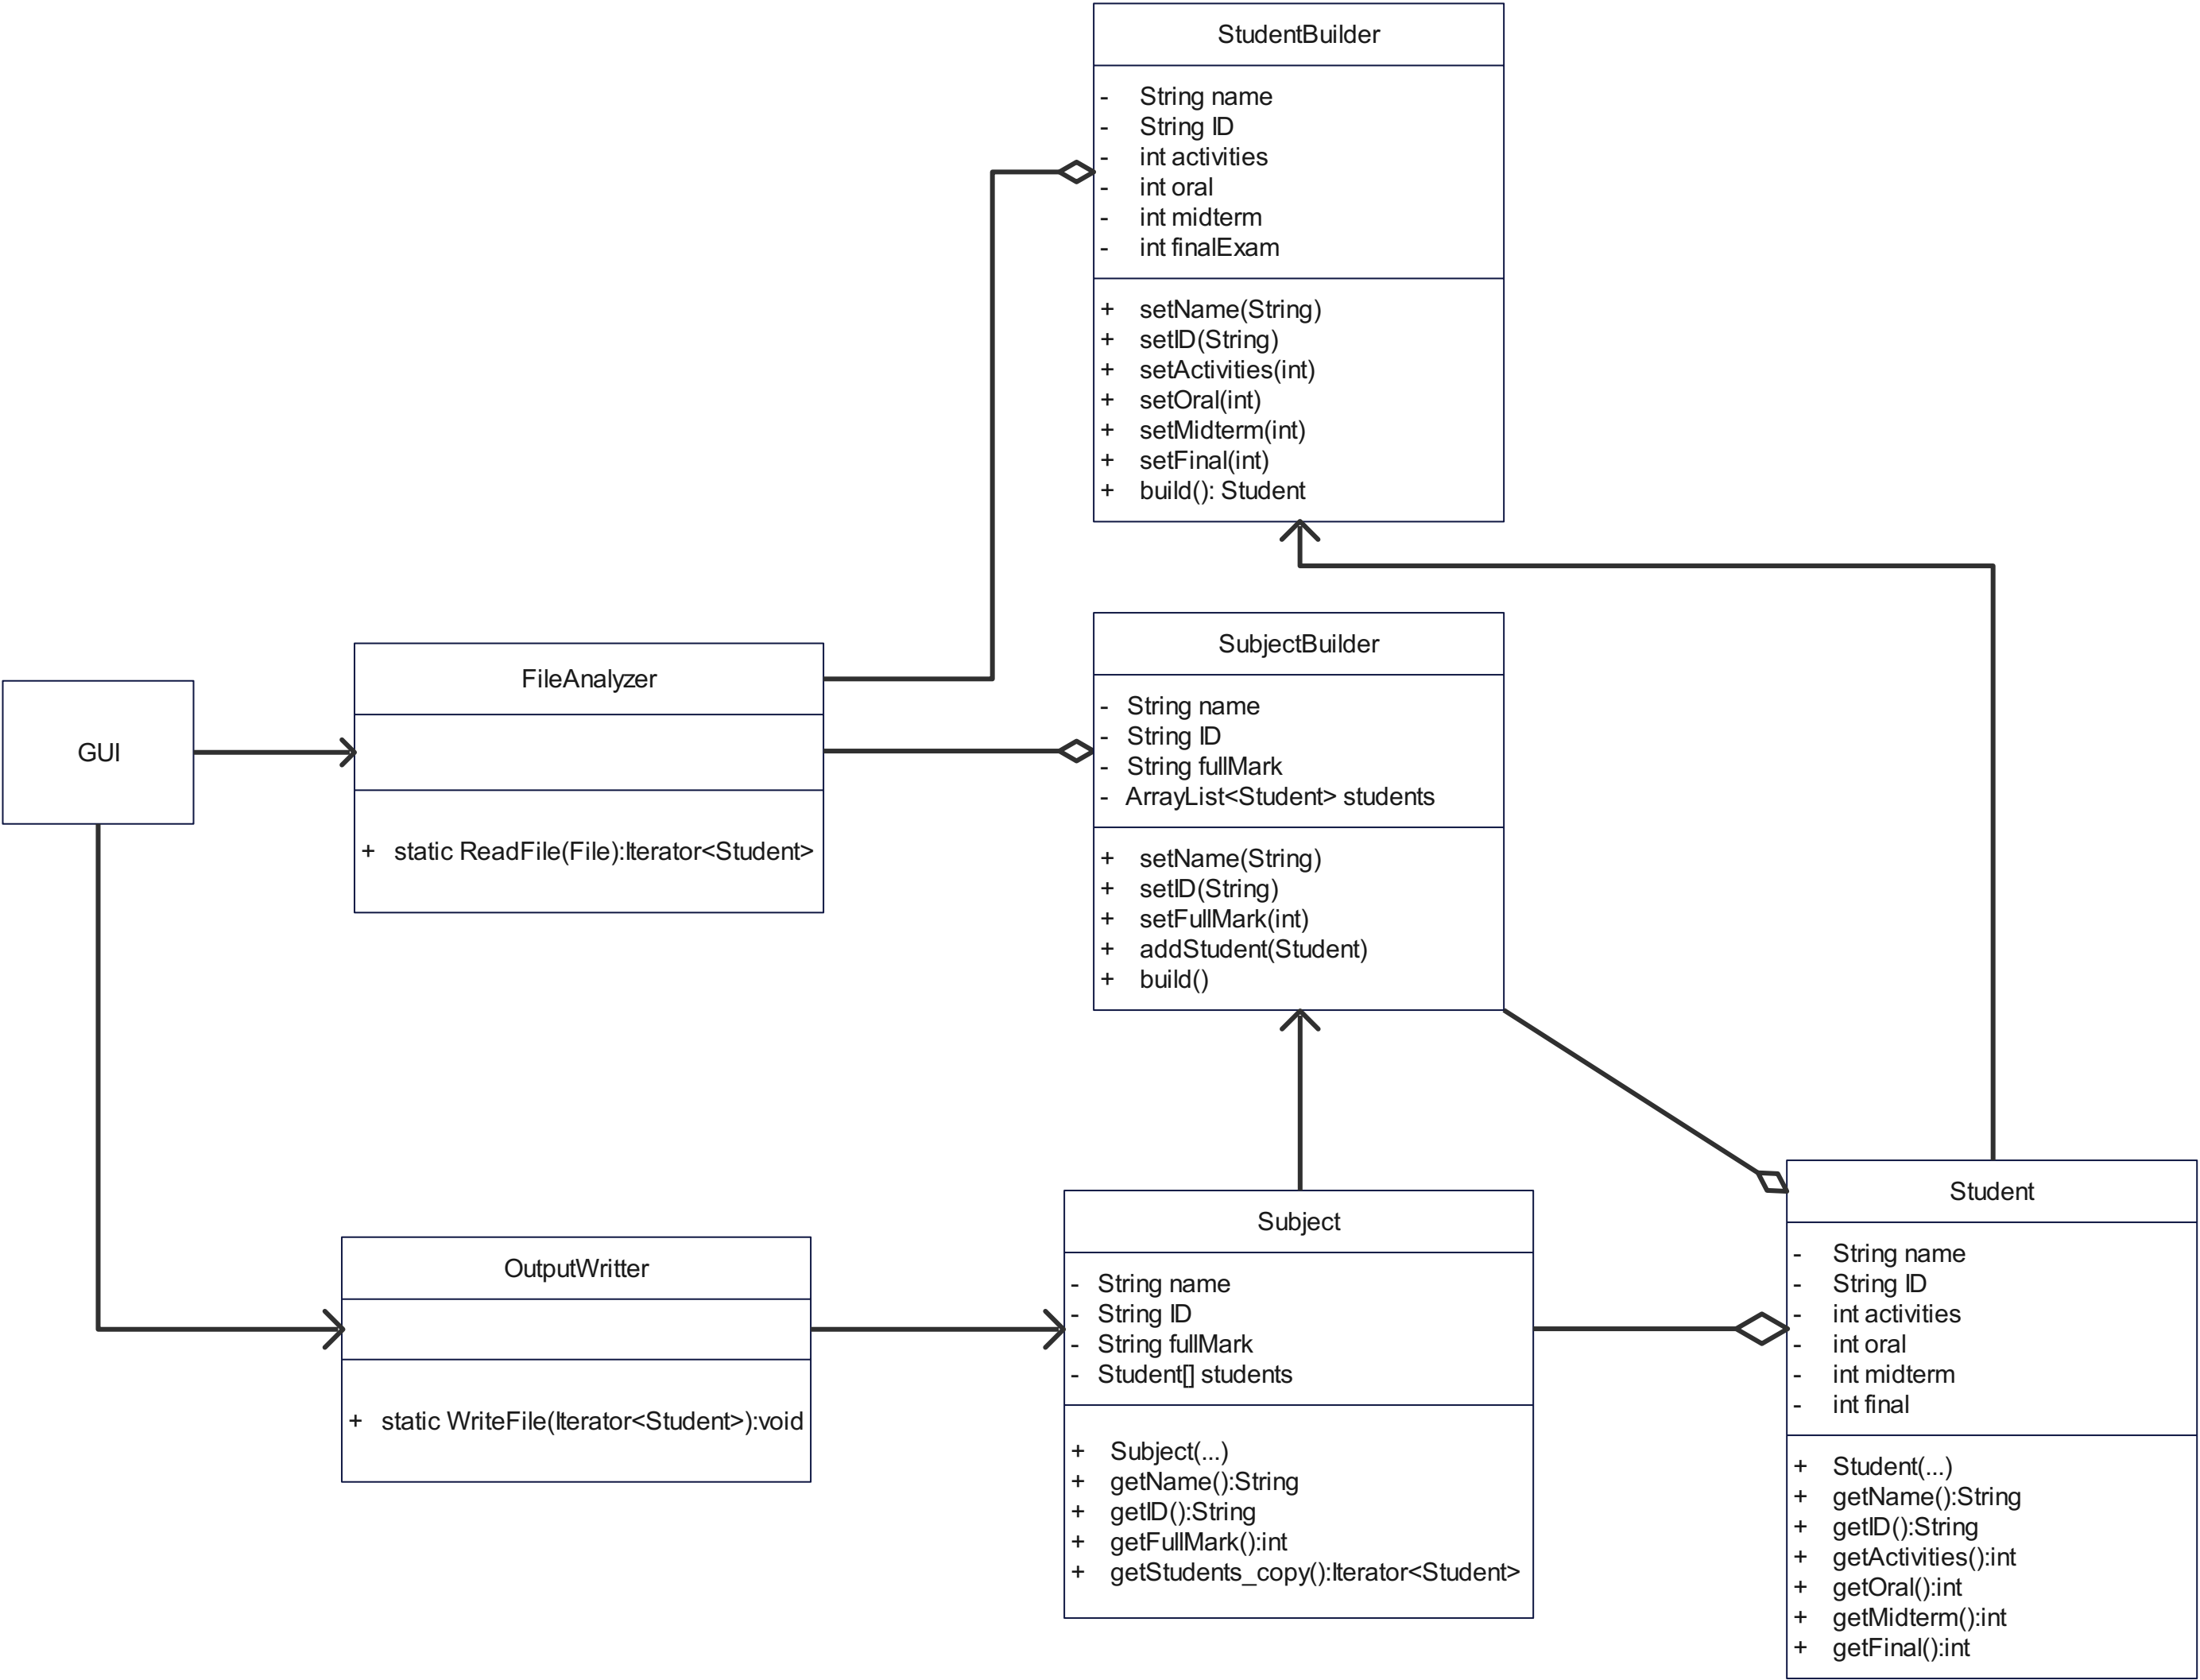 StudentBuilder
- String name
- String ID
- int activities
- int oral
- int midterm
- int finalExam
+ setName(String)
+ setID(String)
+ setActivities(int)
+ setOral(int)
+ setMidterm(int)
+ setFinal(int)
+ build(): Student
SubjectBuilder
- String name
- String ID
- String fullMark
- ArrayList<Student> students
+ setName(String)
+ setID(String)
+ setFullMark(int)
+ addStudent(Student)
+ build()
FileAnalyzer
+ static ReadFile(File):Iterator<Student>
GUI
OutputWritter
+ static WriteFile(Iterator<Student>):void
Subject
- String name
- String ID
- String fullMark
- Student[] students
+ Subject(...)
+ getName():String
+ getID():String
+ getFullMark():int
+ getStudents_copy():Iterator<Student>
Student
- String name
- String ID
- int activities
- int oral
- int midterm
- int final
+ Student(...)
+ getName():String
+ getID():String
+ getActivities():int
+ getOral():int
+ getMidterm():int
+ getFinal():int